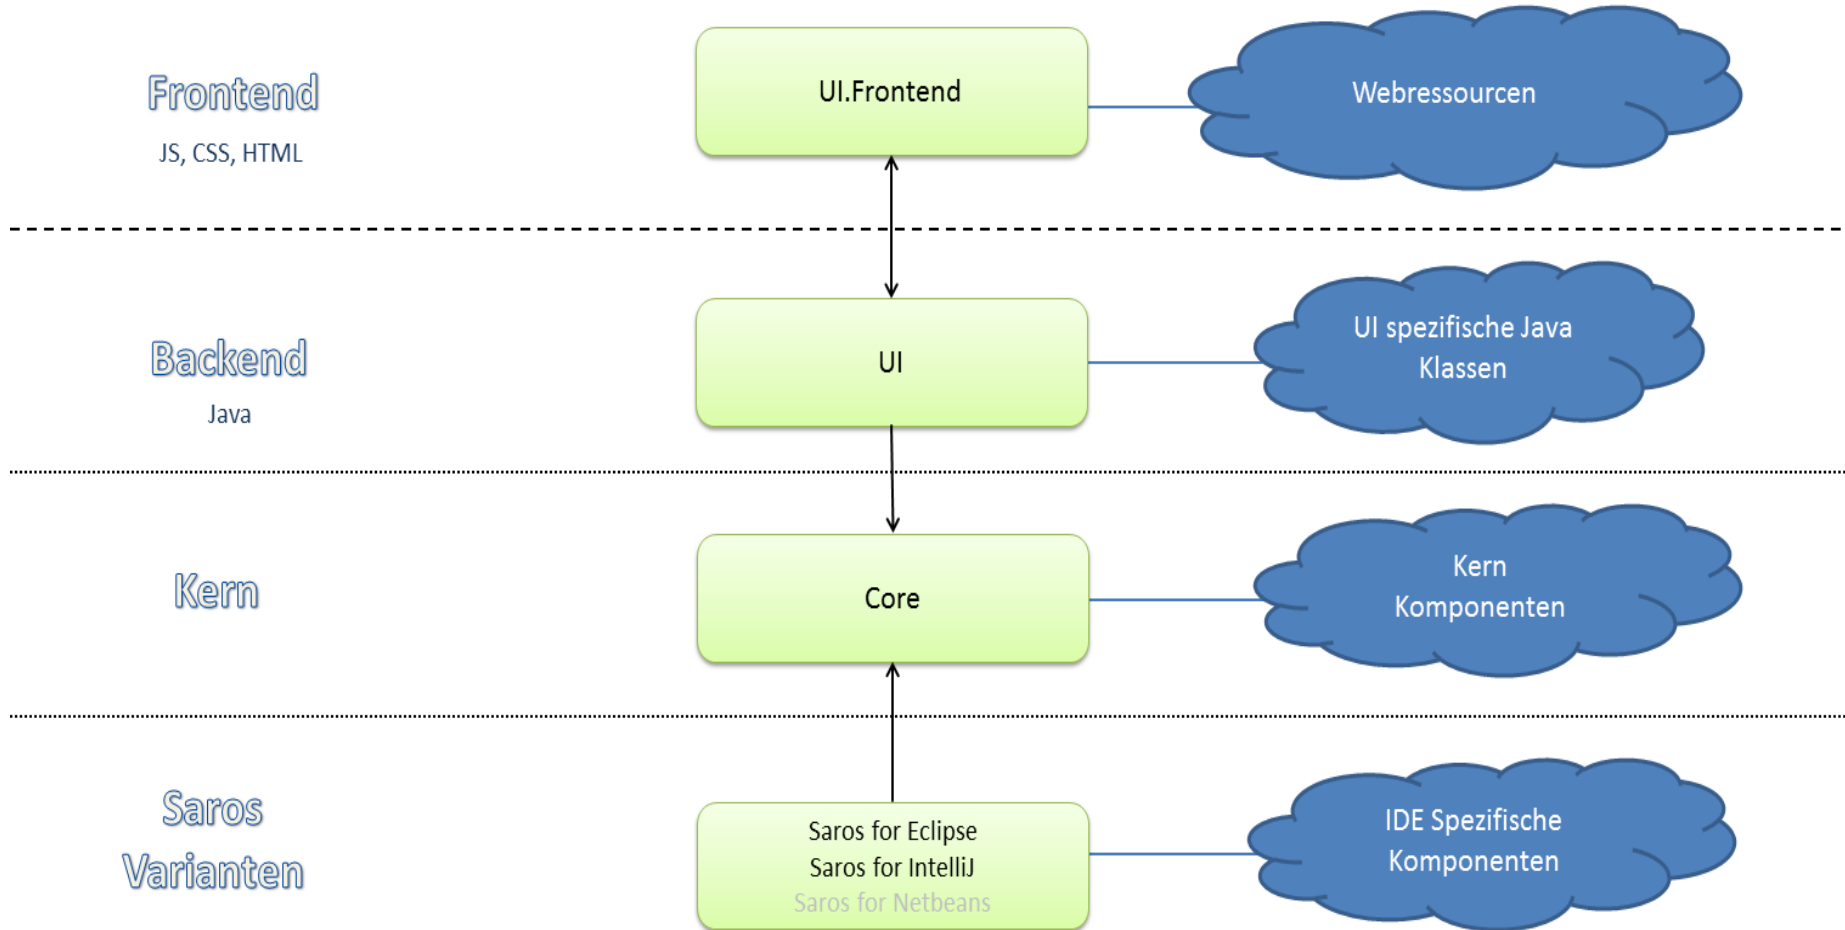 Frontend
JS, CSS, HTML
UI.Frontend
Webressourcen
Backend
Java
UI
UI spezifische Java
Klassen
Kern
Core
Kern
Komponenten
Saros
Varianten
Saros for Eclipse
Saros for IntelliJ
Saros for Netbeans
IDE Spezifische
Komponenten